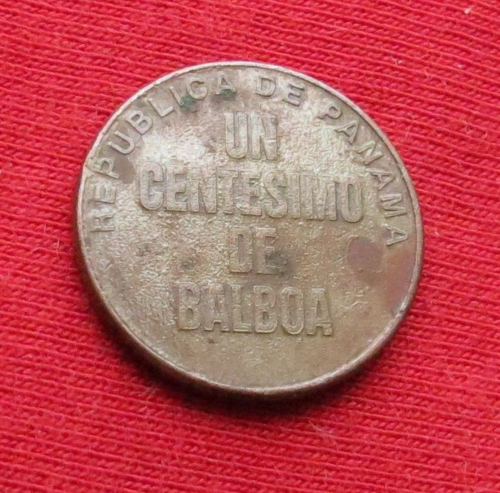 REPUBLICA DE PANAMA
UN
CENTESIMO
DE
BALBOA